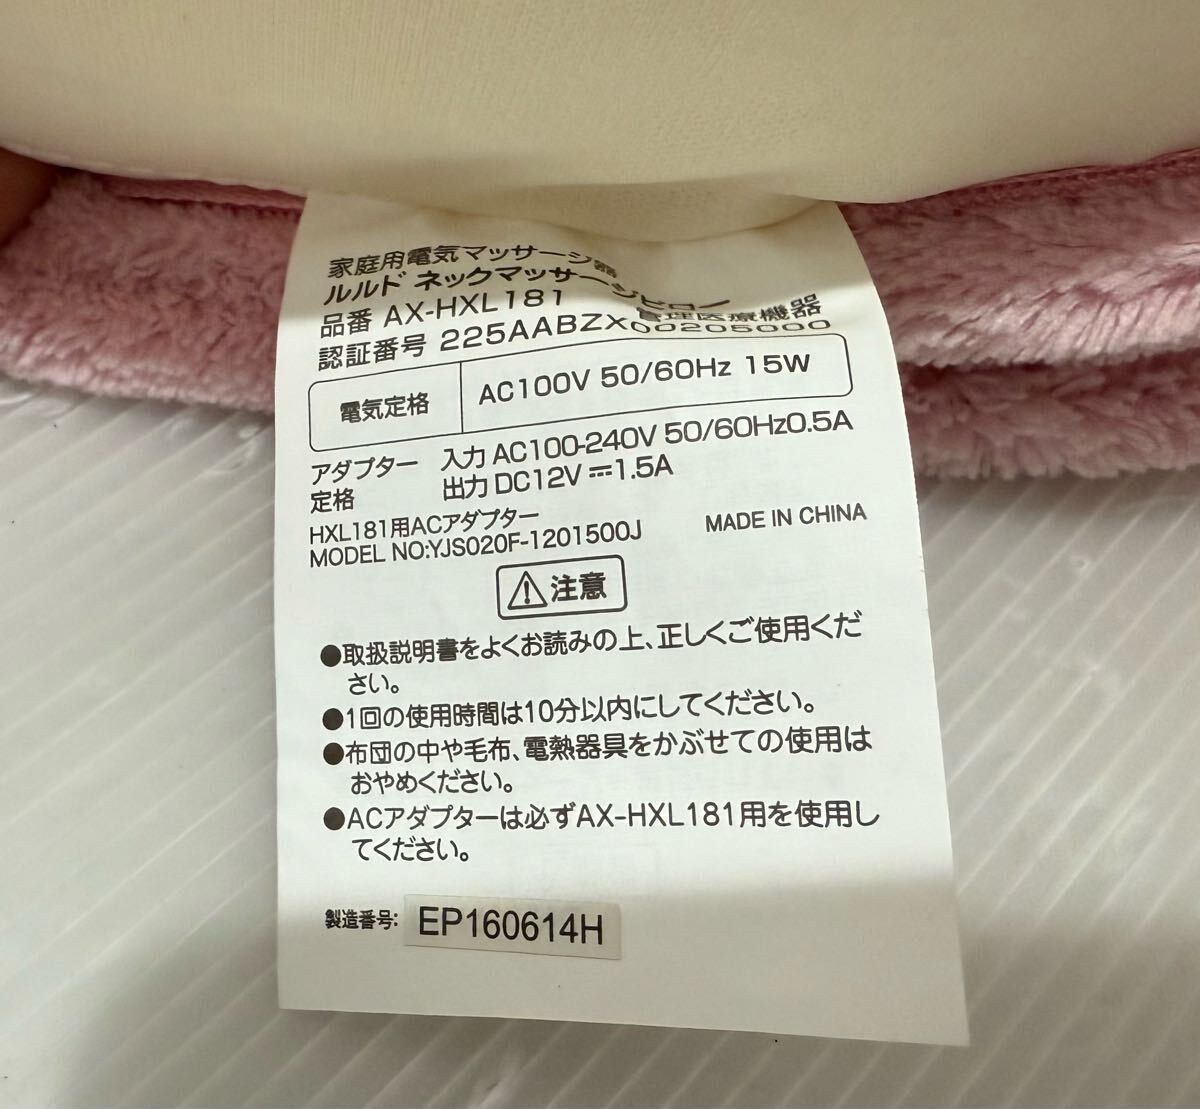 家庭用電気マッサージ器
ルルド ネックマッサージピロー
品番 AX-HXL181 管理医療機器
認証番号 225AABZX00205000
電気定格 AC100V 50/60Hz 15W
アダプター 入力 AC100-240V 50/60Hz0.5A
定格 出力 DC12V ⎓1.5A
HXL181用ACアダプター
MODEL NO:YJS020F-1201500J MADE IN CHINA
⚠注意
●取扱説明書をよくお読みの上、正しくご使用くだ
さい。
●1回の使用時間は10分以内にしてください。
●布団の中や毛布、電熱器具をかぶせての使用は
おやめください。
●ACアダプターは必ずAX-HXL181用を使用し
てください。
製造番号: EP160614H